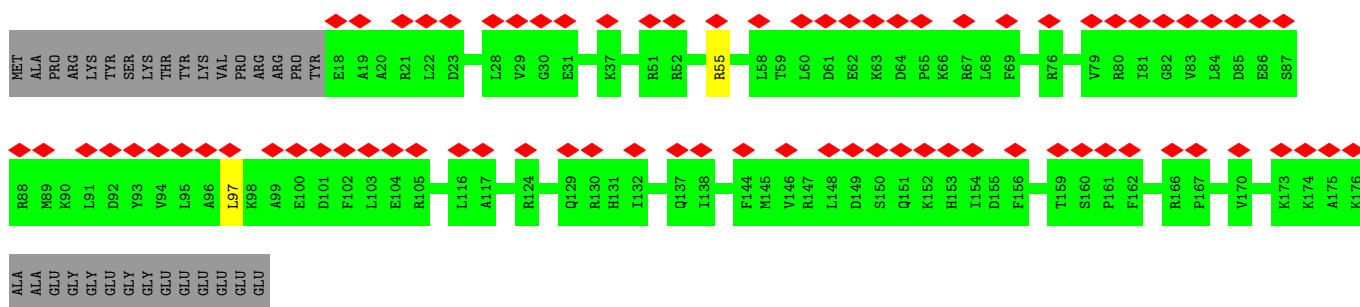 MET ALA PRO ARG LYS TYR SER LYS THR TYR LYS VAL PRO ARG ARG PRO TYR E18 A19 A20 R21 L22 D23 L28 V29 G30 E31 K37 R51 R52 R55 L58 T59 L60 D61 E62 K63 D64 P65 K66 R67 L68 F69 R76 V79 R80 I81 G82 V83 L84 D85 E86 S87
R88 M89 K90 L91 D92 Y93 V94 L95 A96 L97 K98 A99 E100 D101 F102 L103 E104 R105 L116 A117 R124 Q129 R130 H131 I132 Q137 I138 F144 M145 V146 R147 L148 D149 S150 Q151 K152 H153 I154 D155 F156 T159 S160 P161 F162 R166 P167 V170 K173 K174 A175 K176
ALA ALA GLU GLY GLY GLU GLY GLY GLU GLU GLU GLU GLU GLU